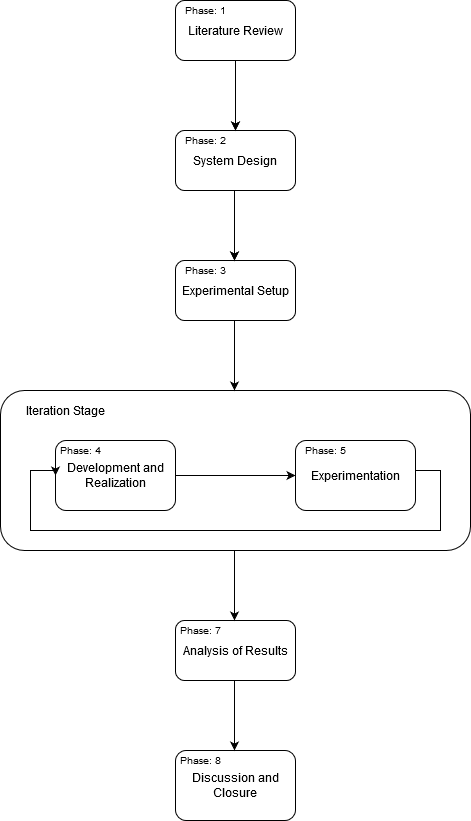 Phase: 1
Literature Review
Phase: 2
System Design
Phase: 3
Experimental Setup
Iteration Stage
Phase: 4
Development and
Realization
Phase: 5
Experimentation
Phase: 7
Analysis of Results
Phase: 8
Discussion and
Closure